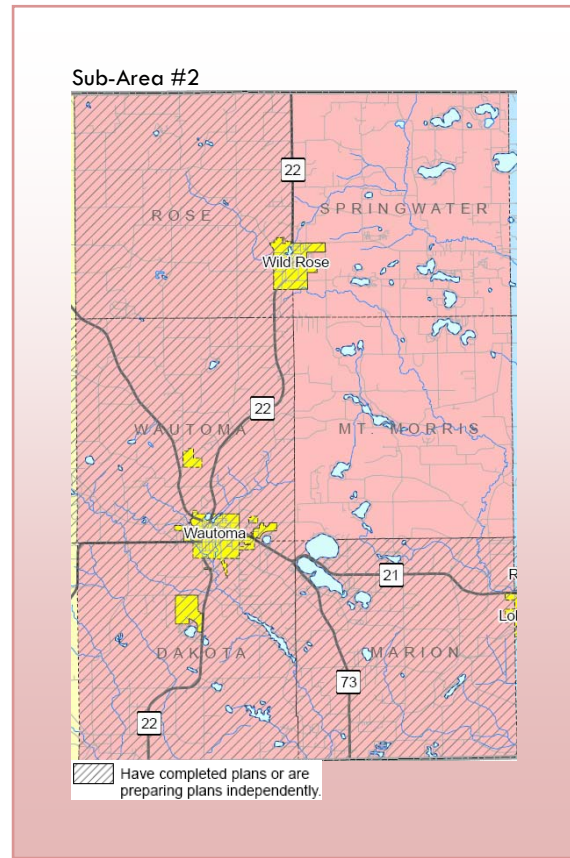 Sub-Area #2
22
ROSE
SPRINGWATER
Wild Rose
22
WAUTOMA
MT. MORRIS
Wautoma
21
R
Lol
DAKOTA
MARION
73
22
Have completed plans or are
preparing plans independently.